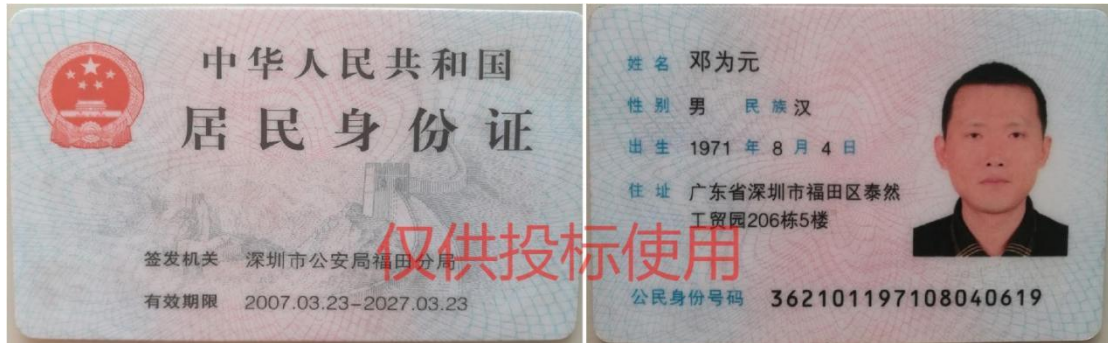 中华人民共和国
居民身份证
签发机关 深圳市公安局福田分局
有效期限 2007.03.23-2027.03.23
姓名 邓为元
性别 男 民族 汉
出生 1971 年 8 月 4 日
住址 广东省深圳市福田区泰然
工贸园206栋5楼
仅供投标使用
公民身份号码 362101197108040619